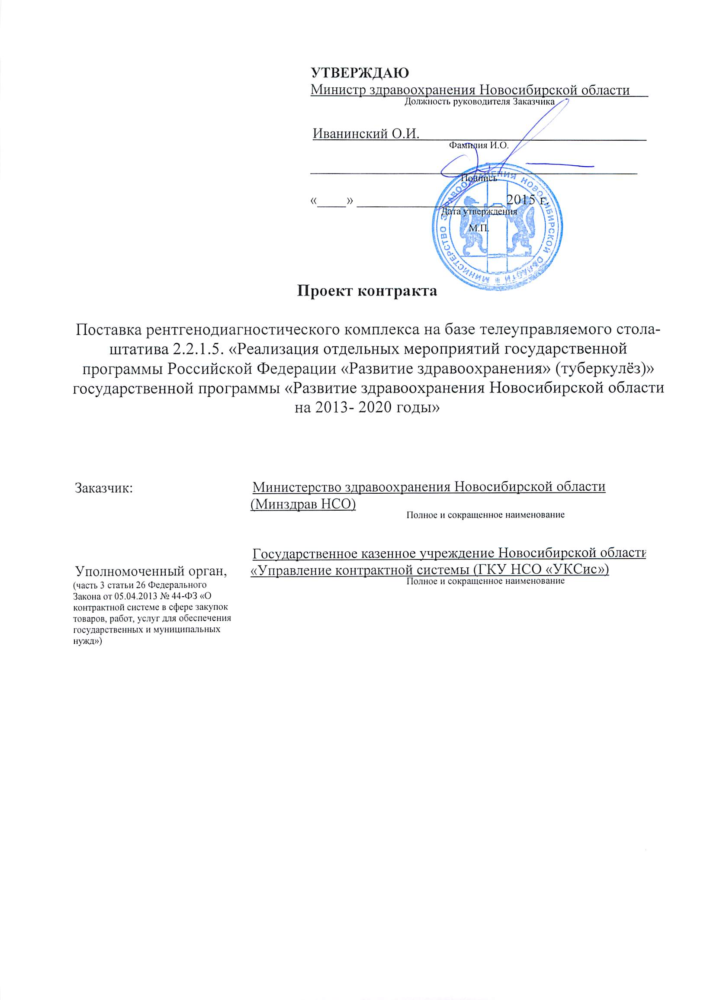 УТВЕРЖДАЮ
Министр здравоохранения Новосибирской области
Должность руководителя Заказчика
Иванинский О.И.
Фамилия И.О.
Подпись
«____» ____________________ 2015 г.
Дата утверждения
М.П.
МИНИСТЕРСТВО ЗДРАВООХРАНЕНИЯ НОВОСИБИРСКОЙ ОБЛАСТИ *
Проект контракта
Поставка рентгенодиагностического комплекса на базе телеуправляемого стола-
штатива 2.2.1.5. «Реализация отдельных мероприятий государственной
программы Российской Федерации «Развитие здравоохранения» (туберкулёз)»
государственной программы «Развитие здравоохранения Новосибирской области
на 2013- 2020 годы»
Заказчик:
Министерство здравоохранения Новосибирской области
(Минздрав НСО)
Полное и сокращенное наименование
Государственное казенное учреждение Новосибирской области
«Управление контрактной системы (ГКУ НСО «УКСис»)
Полное и сокращенное наименование
Уполномоченный орган,
(часть 3 статьи 26 Федерального
Закона от 05.04.2013 № 44-ФЗ «О
контрактной системе в сфере закупок
товаров, работ, услуг для обеспечения
государственных и муниципальных
нужд»)